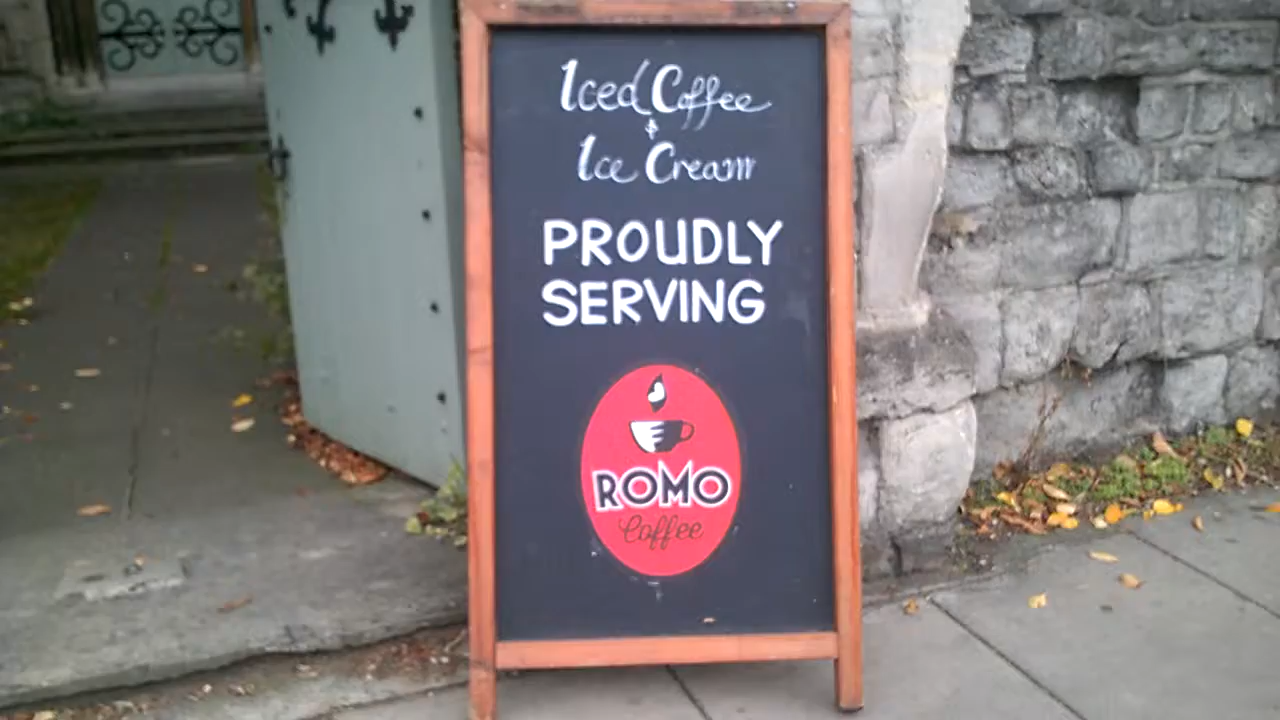 Iced Coffee
&
Ice Cream
PROUDLY
SERVING
ROMO
Coffee